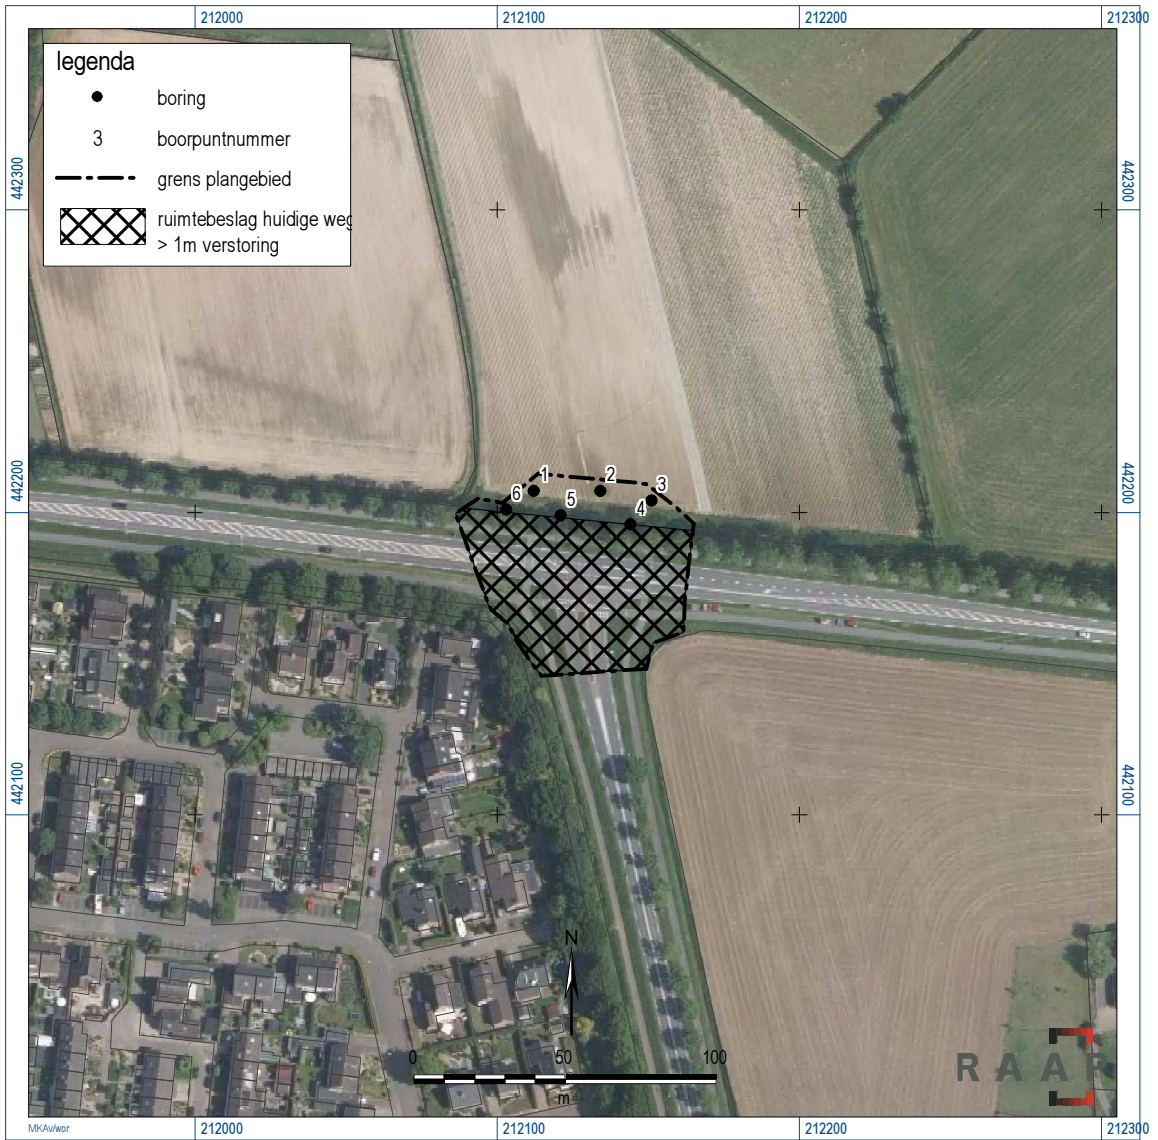 212000
212100
212200
212300
legenda
boring
3 boorpuntnummer
grens plangebied
ruimtebeslag huidige weg
> 1m verstoring
442300
442300
1
2
3
6
5
4
442200
442200
442100
442100
N
0 50 100
m
RAAP
MKAv/wor
212000
212100
212200
212300